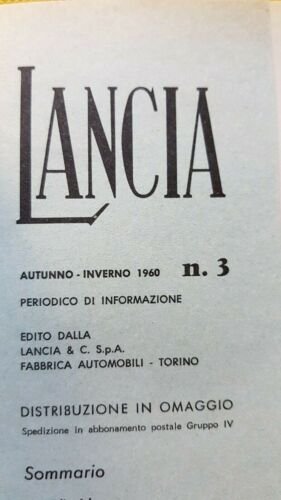 LANCIA
AUTUNNO - INVERNO 1960 n. 3
PERIODICO DI INFORMAZIONE
EDITO DALLA
LANCIA & C. S.p.A.
FABBRICA AUTOMOBILI - TORINO
DISTRIBUZIONE IN OMAGGIO
Spedizione in abbonamento postale Gruppo IV
Sommario